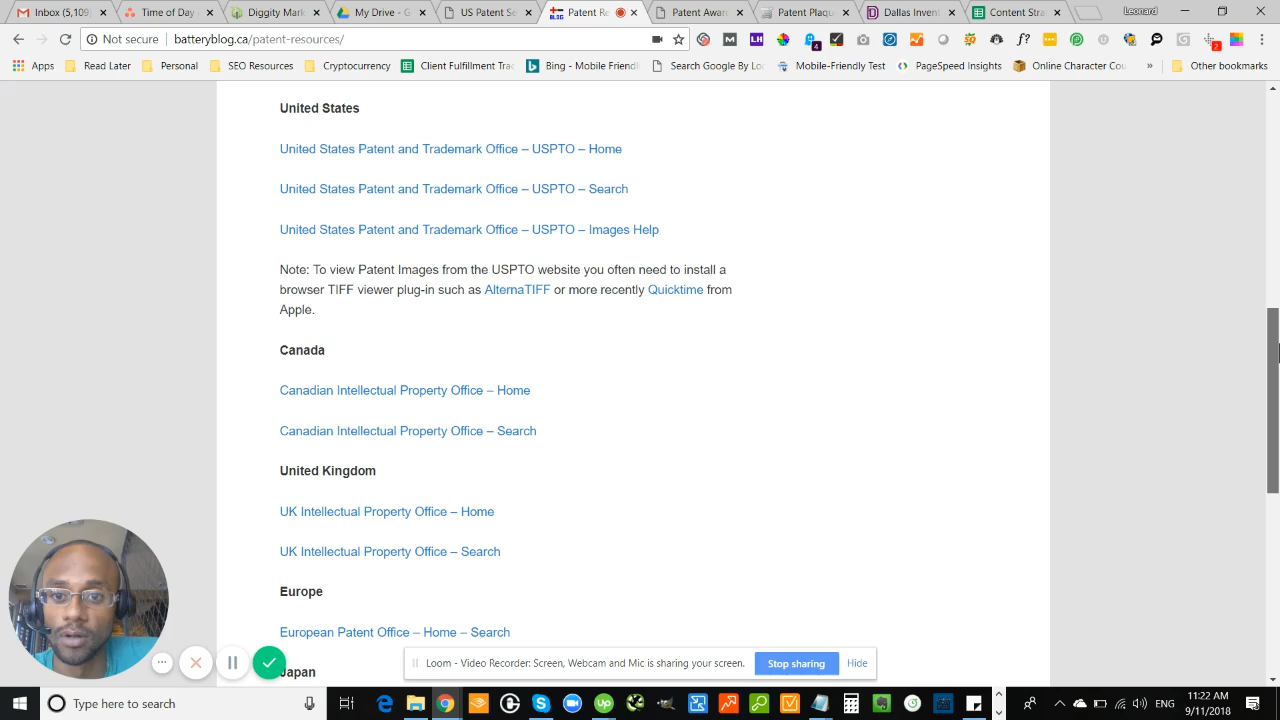 Inbox (5,109)
Time of Day
Diggity Mark
My Drive - G
US Patent Se
Patent Re
Patent Awar
Patent Pulse
Dallas Inven
Content Stra
Leonard
Not secure
batteryblog.ca/patent-resources/
Apps
Read Later
Personal
SEO Resources
Cryptocurrency
Client Fulfillment Trac
Bing - Mobile Friendl
Search Google By Lo
Mobile-Friendly Test
PageSpeed Insights
Online Character Cou
»
Other bookmarks
United States
United States Patent and Trademark Office – USPTO – Home
United States Patent and Trademark Office – USPTO – Search
United States Patent and Trademark Office – USPTO – Images Help
Note: To view Patent Images from the USPTO website you often need to install a
browser TIFF viewer plug-in such as AlternaTIFF or more recently Quicktime from
Apple.
Canada
Canadian Intellectual Property Office – Home
Canadian Intellectual Property Office – Search
United Kingdom
UK Intellectual Property Office – Home
UK Intellectual Property Office – Search
Europe
European Patent Office – Home – Search
Loom - Video Recorder: Screen, Webcam and Mic is sharing your screen.
Stop sharing
Hide
Japan
Type here to search
ENG
11:22 AM
9/11/2018